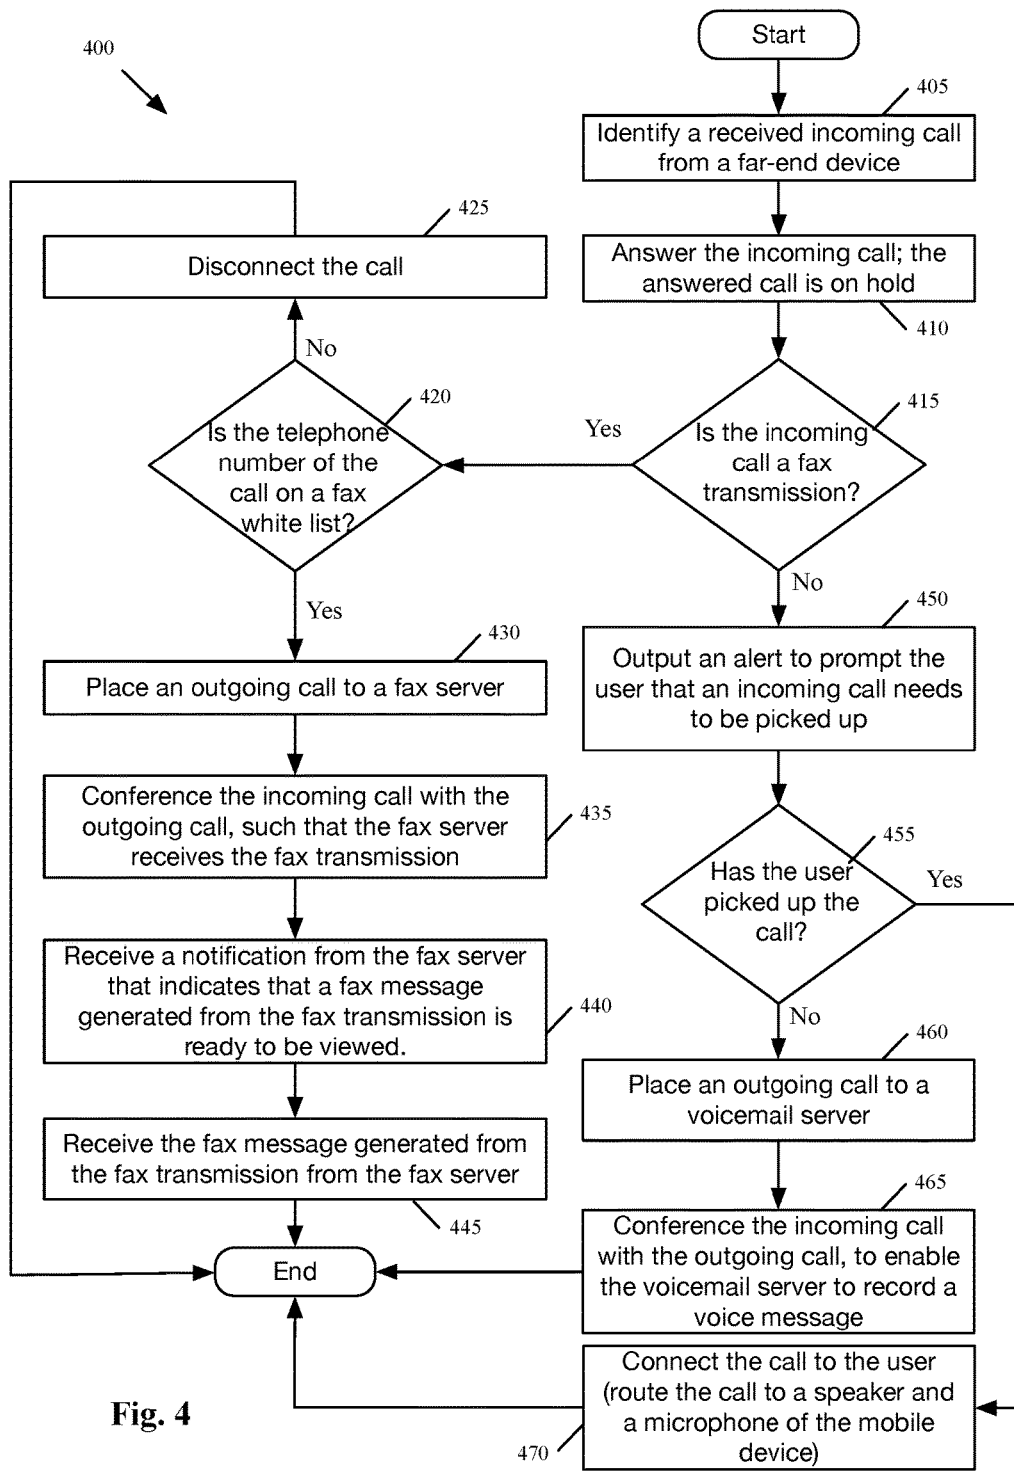 400
Start
405
Identify a received incoming call
from a far-end device
425
Disconnect the call
Answer the incoming call; the
answered call is on hold
410
No
420
Is the telephone
number of the
call on a fax
white list?
Yes
415
Is the incoming
call a fax
transmission?
No
Yes
450
Output an alert to prompt the
user that an incoming call needs
to be picked up
430
Place an outgoing call to a fax server
Conference the incoming call with the
outgoing call, such that the fax server
receives the fax transmission
435
455
Has the user
picked up the
call?
Yes
No
Receive a notification from the fax server
that indicates that a fax message
generated from the fax transmission is
ready to be viewed.
440
460
Place an outgoing call to a
voicemail server
Receive the fax message generated from
the fax transmission from the fax server
445
465
Conference the incoming call
with the outgoing call, to enable
the voicemail server to record a
voice message
End
Connect the call to the user
(route the call to a speaker and
a microphone of the mobile
device)
470
Fig. 4